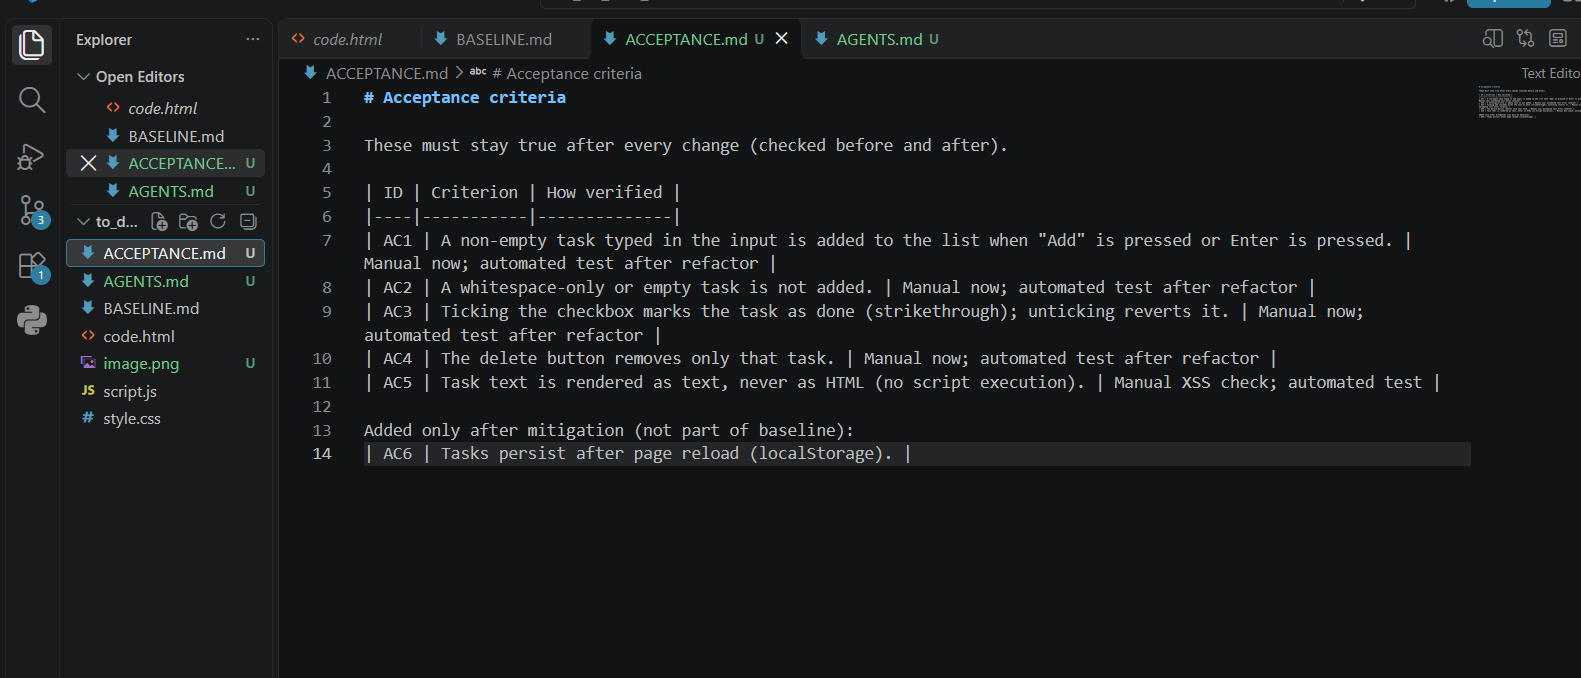 Explorer
Open Editors
code.html
BASELINE.md
ACCEPTANCE... U
AGENTS.md U
to_d...
ACCEPTANCE.md U
AGENTS.md U
BASELINE.md
code.html
image.png U
JS script.js
# style.css
3
1
code.html
BASELINE.md
ACCEPTANCE.md U
AGENTS.md U
ACCEPTANCE.md > abc # Acceptance criteria
Text Edito
1 # Acceptance criteria
2
3 These must stay true after every change (checked before and after).
4
5 | ID | Criterion | How verified |
6 |----|-----------|--------------|
7 | AC1 | A non-empty task typed in the input is added to the list when "Add" is pressed or Enter is pressed. |
Manual now; automated test after refactor |
8 | AC2 | A whitespace-only or empty task is not added. | Manual now; automated test after refactor |
9 | AC3 | Ticking the checkbox marks the task as done (strikethrough); unticking reverts it. | Manual now;
automated test after refactor |
10 | AC4 | The delete button removes only that task. | Manual now; automated test after refactor |
11 | AC5 | Task text is rendered as text, never as HTML (no script execution). | Manual XSS check; automated test |
12
13 Added only after mitigation (not part of baseline):
14 | AC6 | Tasks persist after page reload (localStorage). |